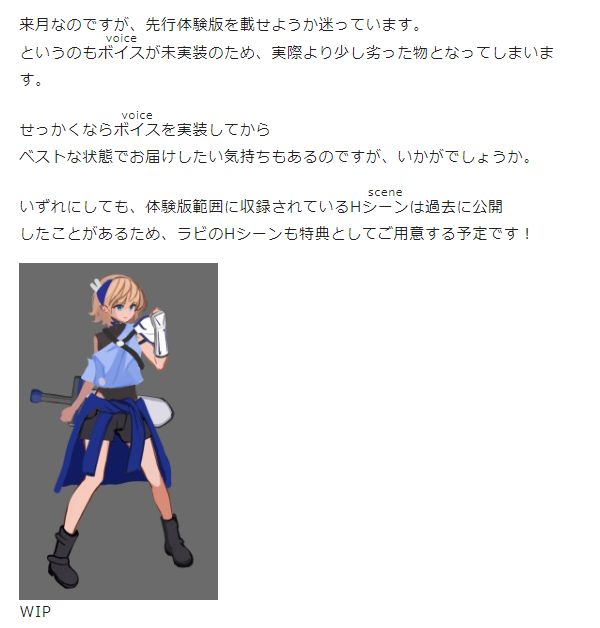 来月なのですが、先行体験版を載せようか迷っています。
voice
というのもボイスが未実装のため、実際より少し劣った物となってしまいま
す。
voice
せっかくならボイスを実装してから
ベストな状態でお届けしたい気持ちもあるのですが、いかがでしょうか。
scene
いずれにしても、体験版範囲に収録されているHシーンは過去に公開
したことがあるため、ラビのHシーンも特典としてご用意する予定です！
WIP